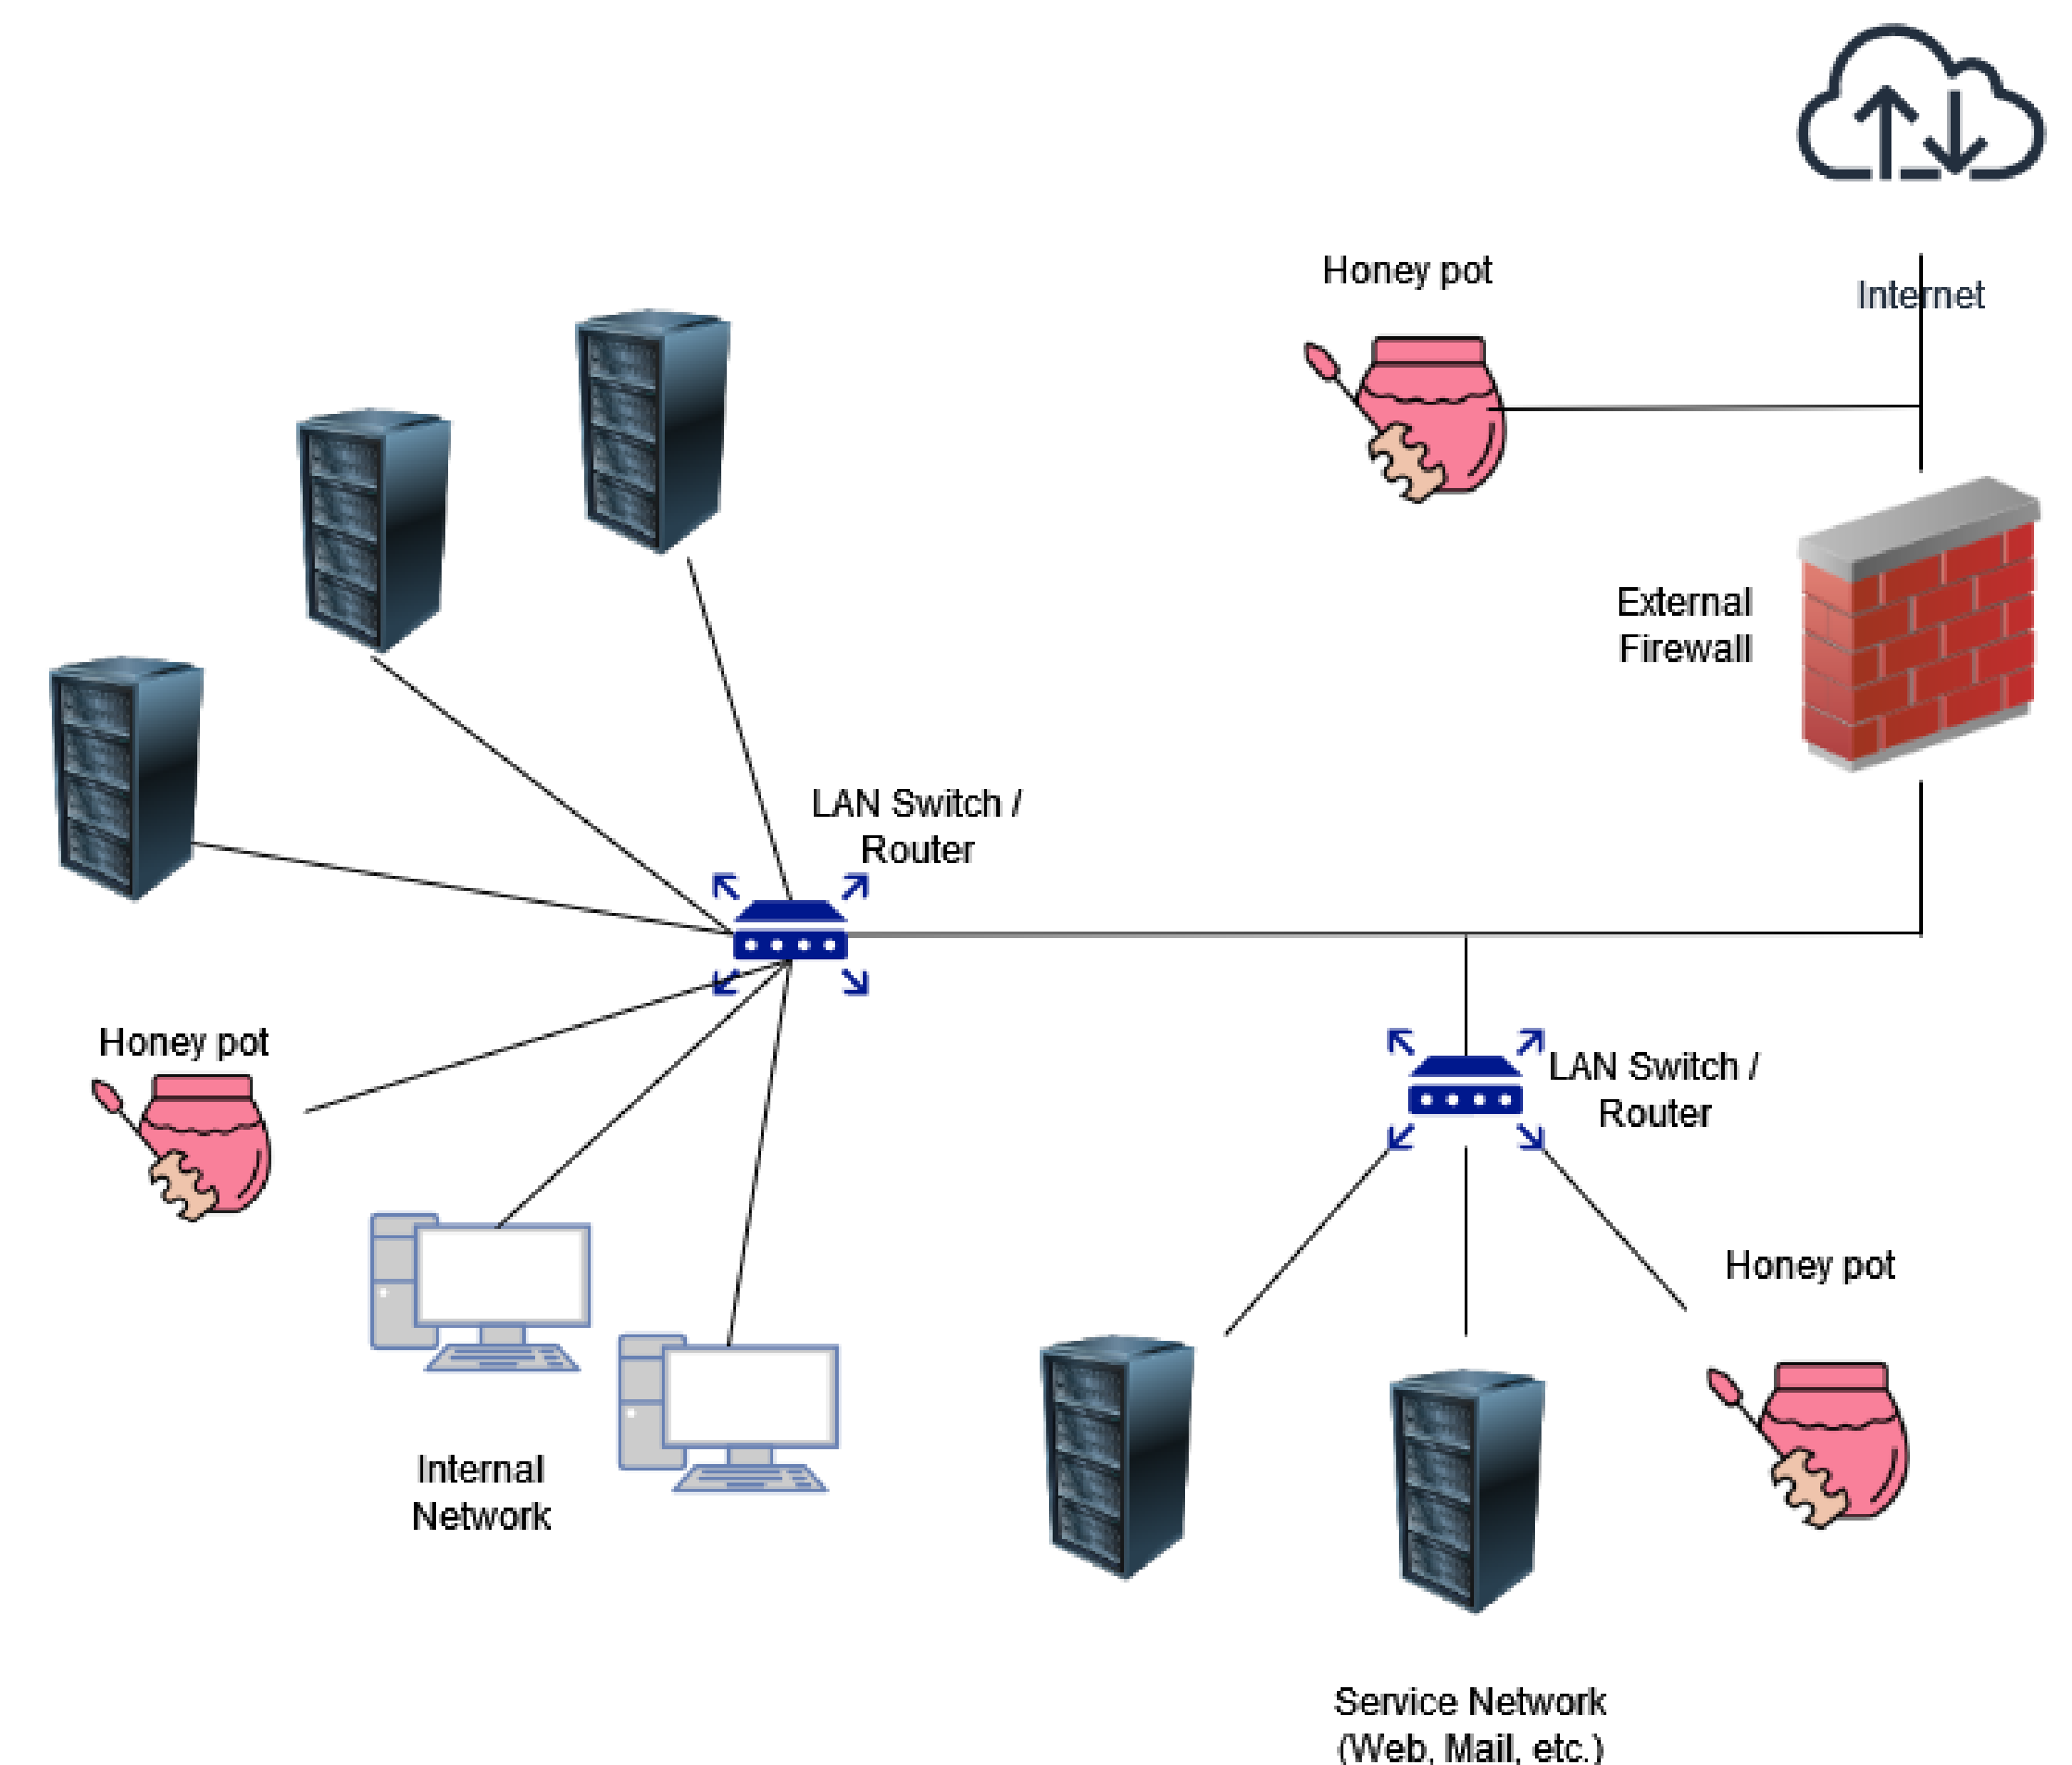 Honey pot
Internet
External
Firewall
LAN Switch /
Router
Honey pot
LAN Switch /
Router
Honey pot
Internal
Network
Service Network
(Web, Mail, etc.)